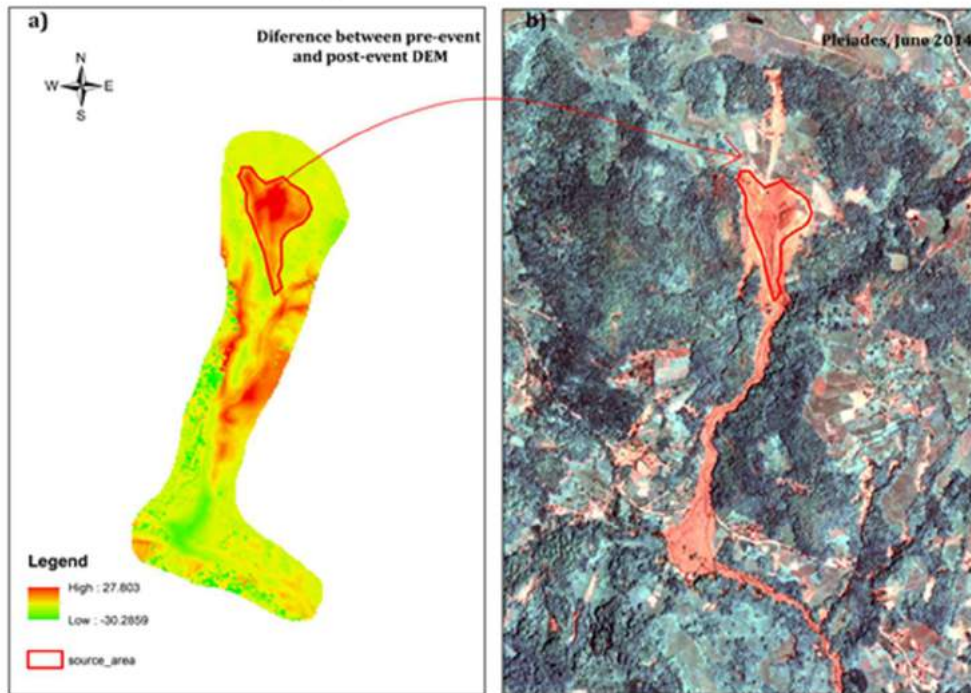 a)
Diference between pre-event
and post-event DEM
N
W E
S
Legend
High : 27.803
Low : -30.2859
source_area
b)
Pleiades, June 2014